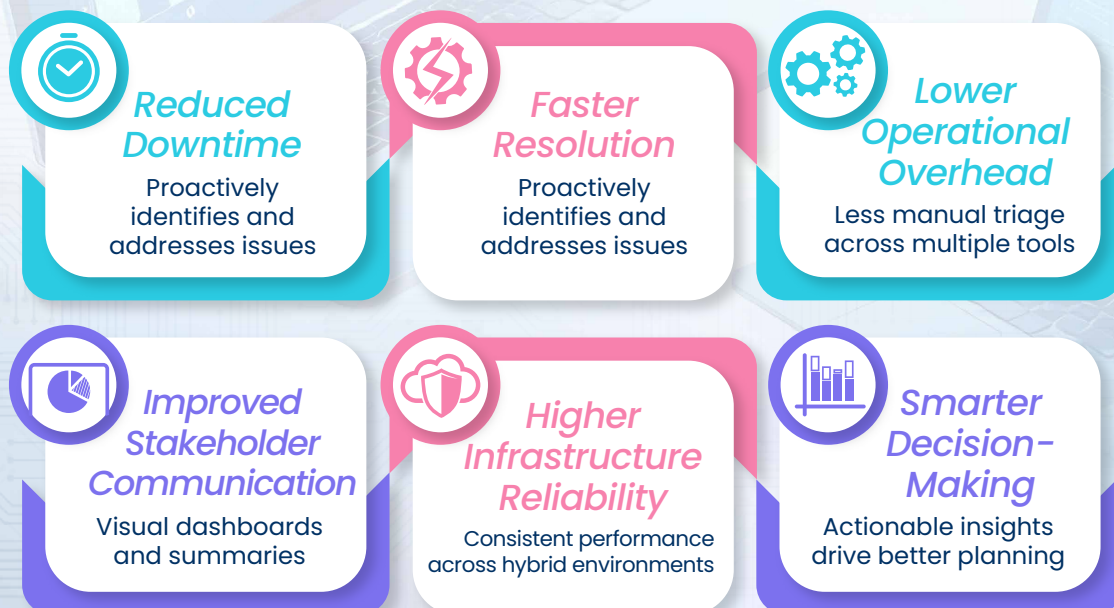 Reduced
Downtime
Proactively
identifies and
addresses issues
Faster
Resolution
Proactively
identifies and
addresses issues
Lower
Operational
Overhead
Less manual triage
across multiple tools
Improved
Stakeholder
Communication
Visual dashboards
and summaries
Higher
Infrastructure
Reliability
Consistent performance
across hybrid environments
Smarter
Decision-
Making
Actionable insights
drive better planning